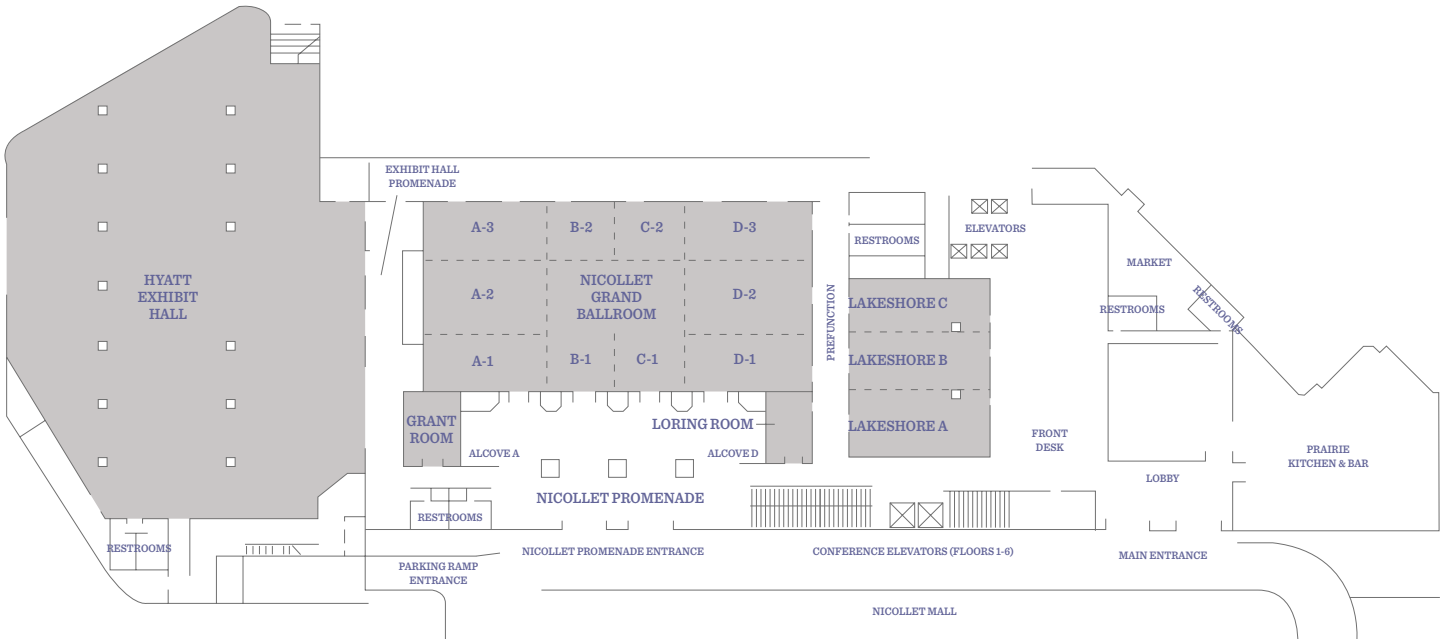 EXHIBIT HALL
PROMENADE
A-3
B-2
C-2
D-3
ELEVATORS
RESTROOMS
HYATT
EXHIBIT
HALL
A-2
NICOLLET
GRAND
BALLROOM
D-2
PREFUNCTION
LAKESHORE C
MARKET
RESTROOMS
RESTROOMS
A-1
B-1
C-1
D-1
LAKESHORE B
GRANT
ROOM
LORING ROOM
LAKESHORE A
ALCOVE A
ALCOVE D
FRONT
DESK
PRAIRIE
KITCHEN & BAR
LOBBY
NICOLLET PROMENADE
RESTROOMS
RESTROOMS
NICOLLET PROMENADE ENTRANCE
CONFERENCE ELEVATORS (FLOORS 1-6)
MAIN ENTRANCE
PARKING RAMP
ENTRANCE
NICOLLET MALL